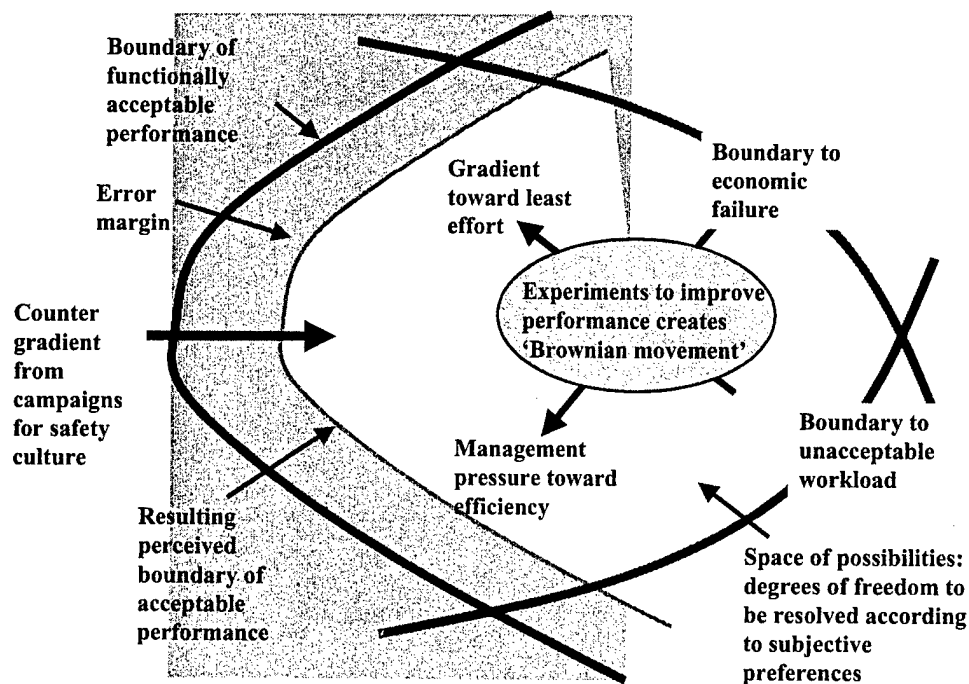 Boundary of
functionally
acceptable
performance
Error
margin
Counter
gradient
from
campaigns
for safety
culture
Resulting
perceived
boundary of
acceptable
performance
Gradient
toward least
effort
Experiments to improve
performance creates
‘Brownian movement’
Management
pressure toward
efficiency
Boundary to
economic
failure
Boundary to
unacceptable
workload
Space of possibilities:
degrees of freedom to
be resolved according
to subjective
preferences